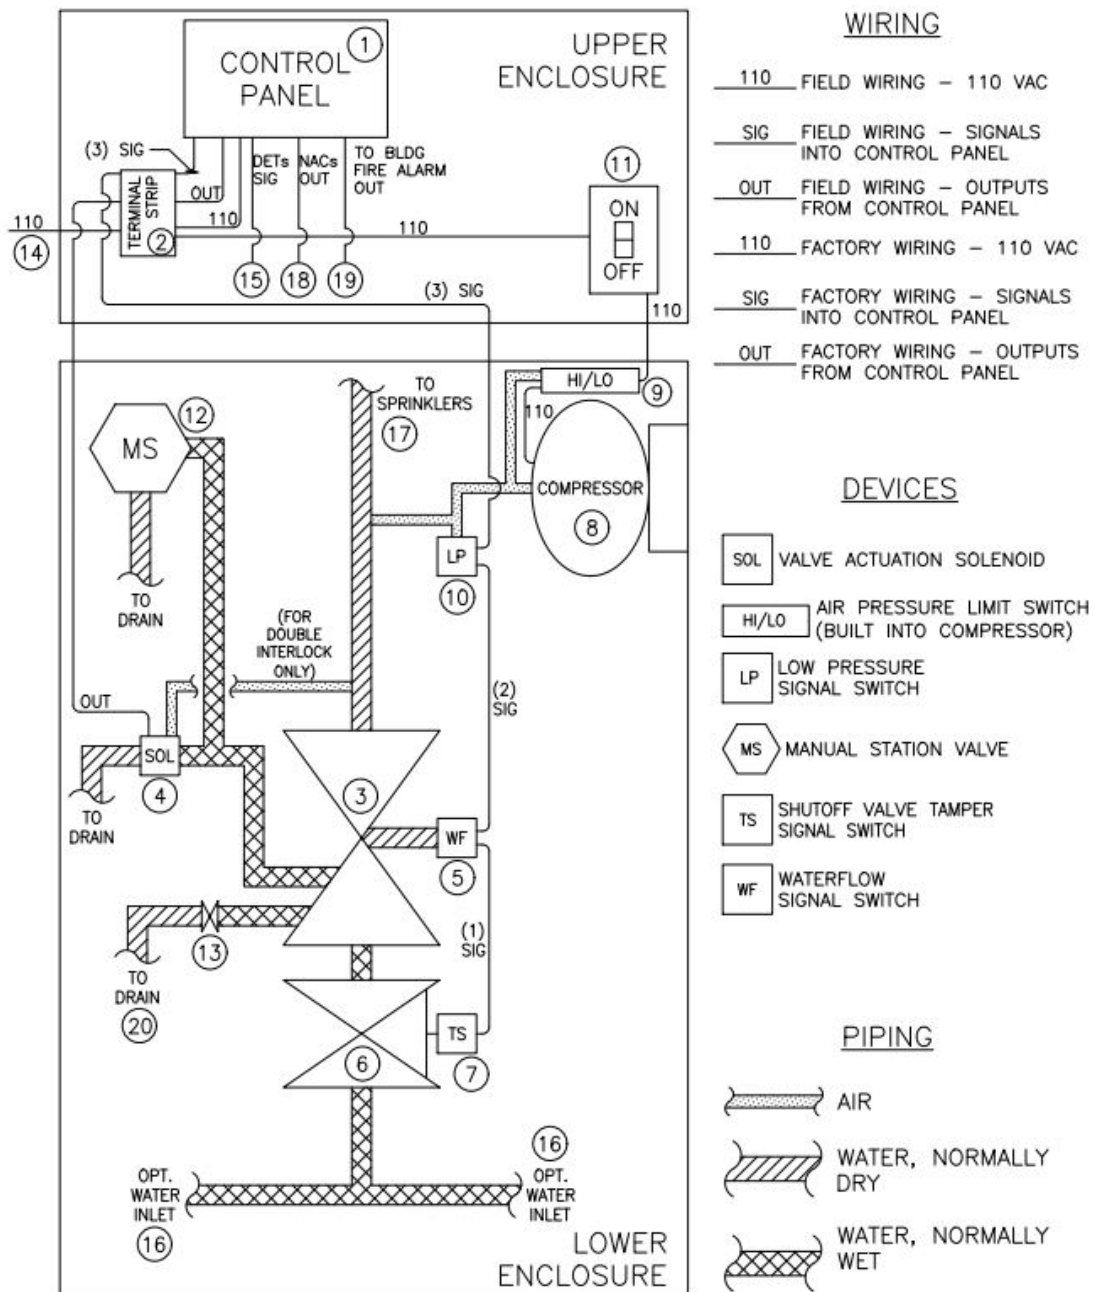 1
CONTROL
PANEL
UPPER
ENCLOSURE
(3) SIG
DETs
SIG
NACs
OUT
TO BLDG
FIRE ALARM
OUT
TERMINAL
STRIP
2
OUT
110
110
14
110
15
18
19
11
ON
OFF
(3) SIG
110
TO
SPRINKLERS
17
HI/LO
9
110
COMPRESSOR
8
12
MS
TO
DRAIN
LP
10
(FOR
DOUBLE
INTERLOCK
ONLY)
(2)
SIG
OUT
SOL
4
TO
DRAIN
3
WF
5
13
TO
DRAIN
20
(1)
SIG
TS
7
6
OPT.
WATER
INLET
16
16
OPT.
WATER
INLET
LOWER
ENCLOSURE
WIRING
110 FIELD WIRING – 110 VAC
SIG FIELD WIRING – SIGNALS
INTO CONTROL PANEL
OUT FIELD WIRING – OUTPUTS
FROM CONTROL PANEL
110 FACTORY WIRING – 110 VAC
SIG FACTORY WIRING – SIGNALS
INTO CONTROL PANEL
OUT FACTORY WIRING – OUTPUTS
FROM CONTROL PANEL
DEVICES
SOL VALVE ACTUATION SOLENOID
HI/LO AIR PRESSURE LIMIT SWITCH
(BUILT INTO COMPRESSOR)
LP LOW PRESSURE
SIGNAL SWITCH
MS MANUAL STATION VALVE
TS SHUTOFF VALVE TAMPER
SIGNAL SWITCH
WF WATERFLOW
SIGNAL SWITCH
PIPING
AIR
WATER, NORMALLY
DRY
WATER, NORMALLY
WET